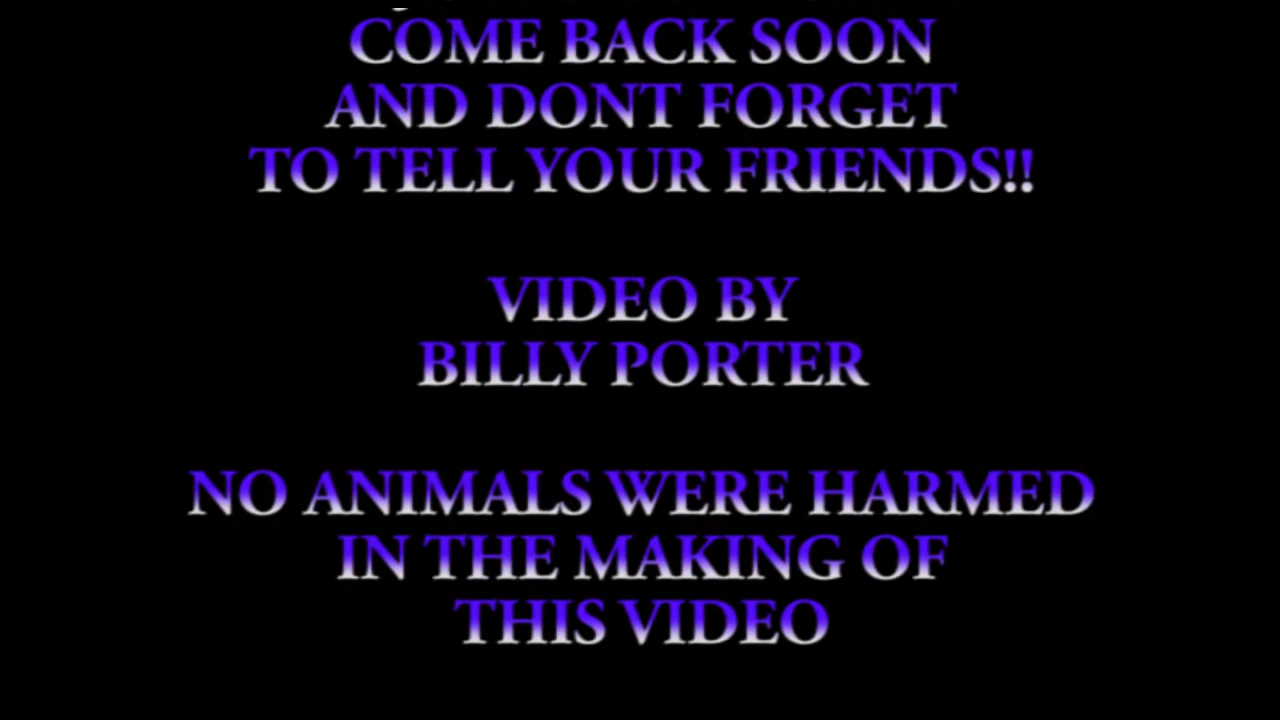 COME BACK SOON
AND DONT FORGET
TO TELL YOUR FRIENDS!!
VIDEO BY
BILLY PORTER
NO ANIMALS WERE HARMED
IN THE MAKING OF
THIS VIDEO